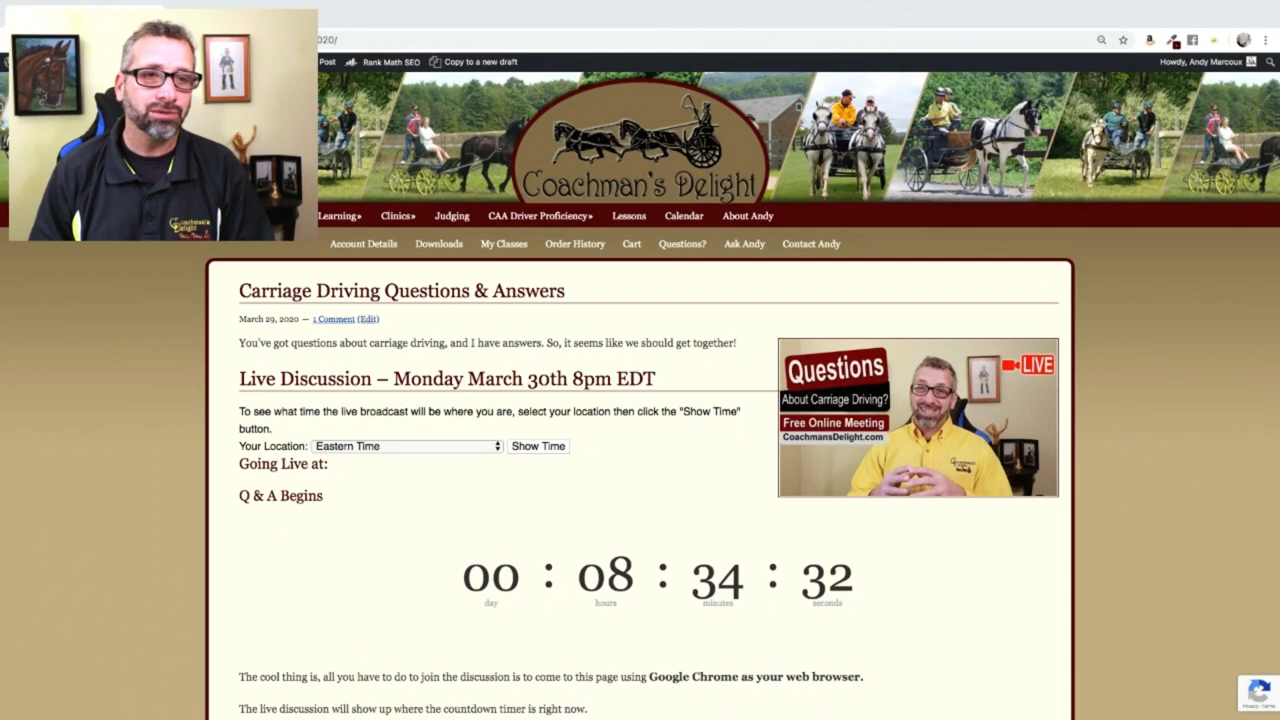 020/
Post Rank Math SEO Copy to a new draft Howdy, Andy Marcoux
Coachman's Delight
Learning» Clinics» Judging CAA Driver Proficiency» Lessons Calendar About Andy
Account Details Downloads My Classes Order History Cart Questions? Ask Andy Contact Andy
Coachman's
Delight
Carriage Driving Questions & Answers
March 29, 2020 — 1 Comment (Edit)
You've got questions about carriage driving, and I have answers. So, it seems like we should get together!
Live Discussion – Monday March 30th 8pm EDT
To see what time the live broadcast will be where you are, select your location then click the "Show Time"
button.
Your Location: Eastern Time Show Time
Going Live at:
Q & A Begins
Questions
LIVE
About Carriage Driving?
Free Online Meeting
CoachmansDelight.com
00 : 08 : 34 : 32
day hours minutes seconds
The cool thing is, all you have to do to join the discussion is to come to this page using Google Chrome as your web browser.
The live discussion will show up where the countdown timer is right now.
Privacy - Terms